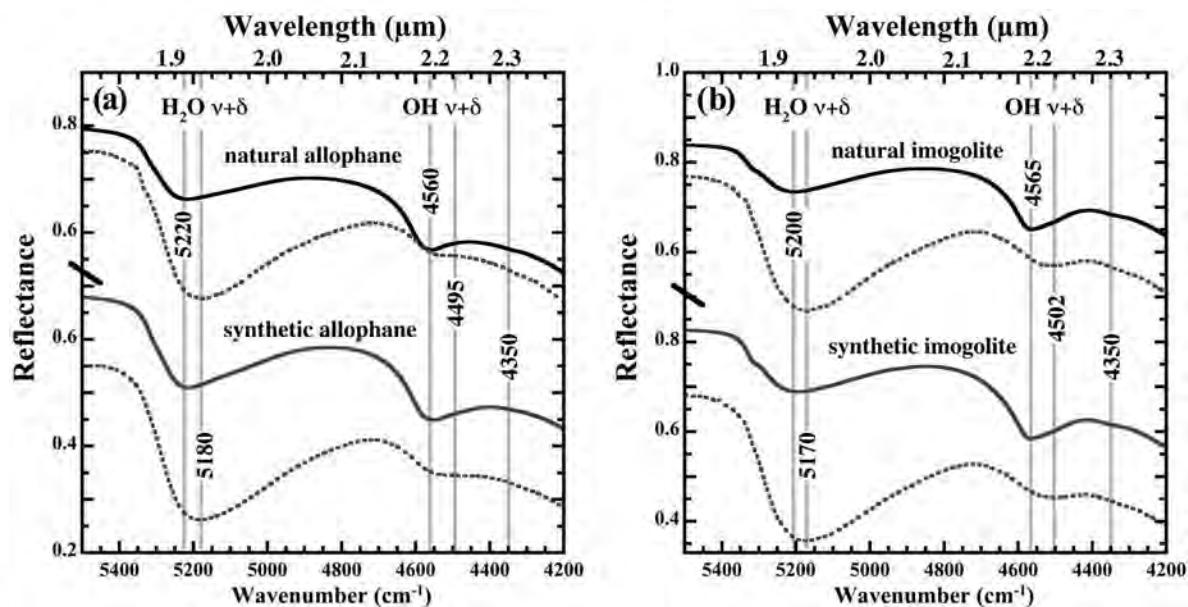 Wavelength (μm)
1.9 2.0 2.1 2.2 2.3
(a)
H₂O ν+δ OH ν+δ
0.8
natural allophane
4560
5220
0.6
Reflectance
4495
synthetic allophane
0.6
4350
5180
0.4
0.2
5400 5200 5000 4800 4600 4400 4200
Wavenumber (cm⁻¹)
Wavelength (μm)
1.9 2.0 2.1 2.2 2.3
1.0
(b)
H₂O ν+δ OH ν+δ
natural imogolite
0.8
4565
5200
0.6
Reflectance
4502
synthetic imogolite
0.8
4350
5170
0.6
0.4
5400 5200 5000 4800 4600 4400 4200
Wavenumber (cm⁻¹)